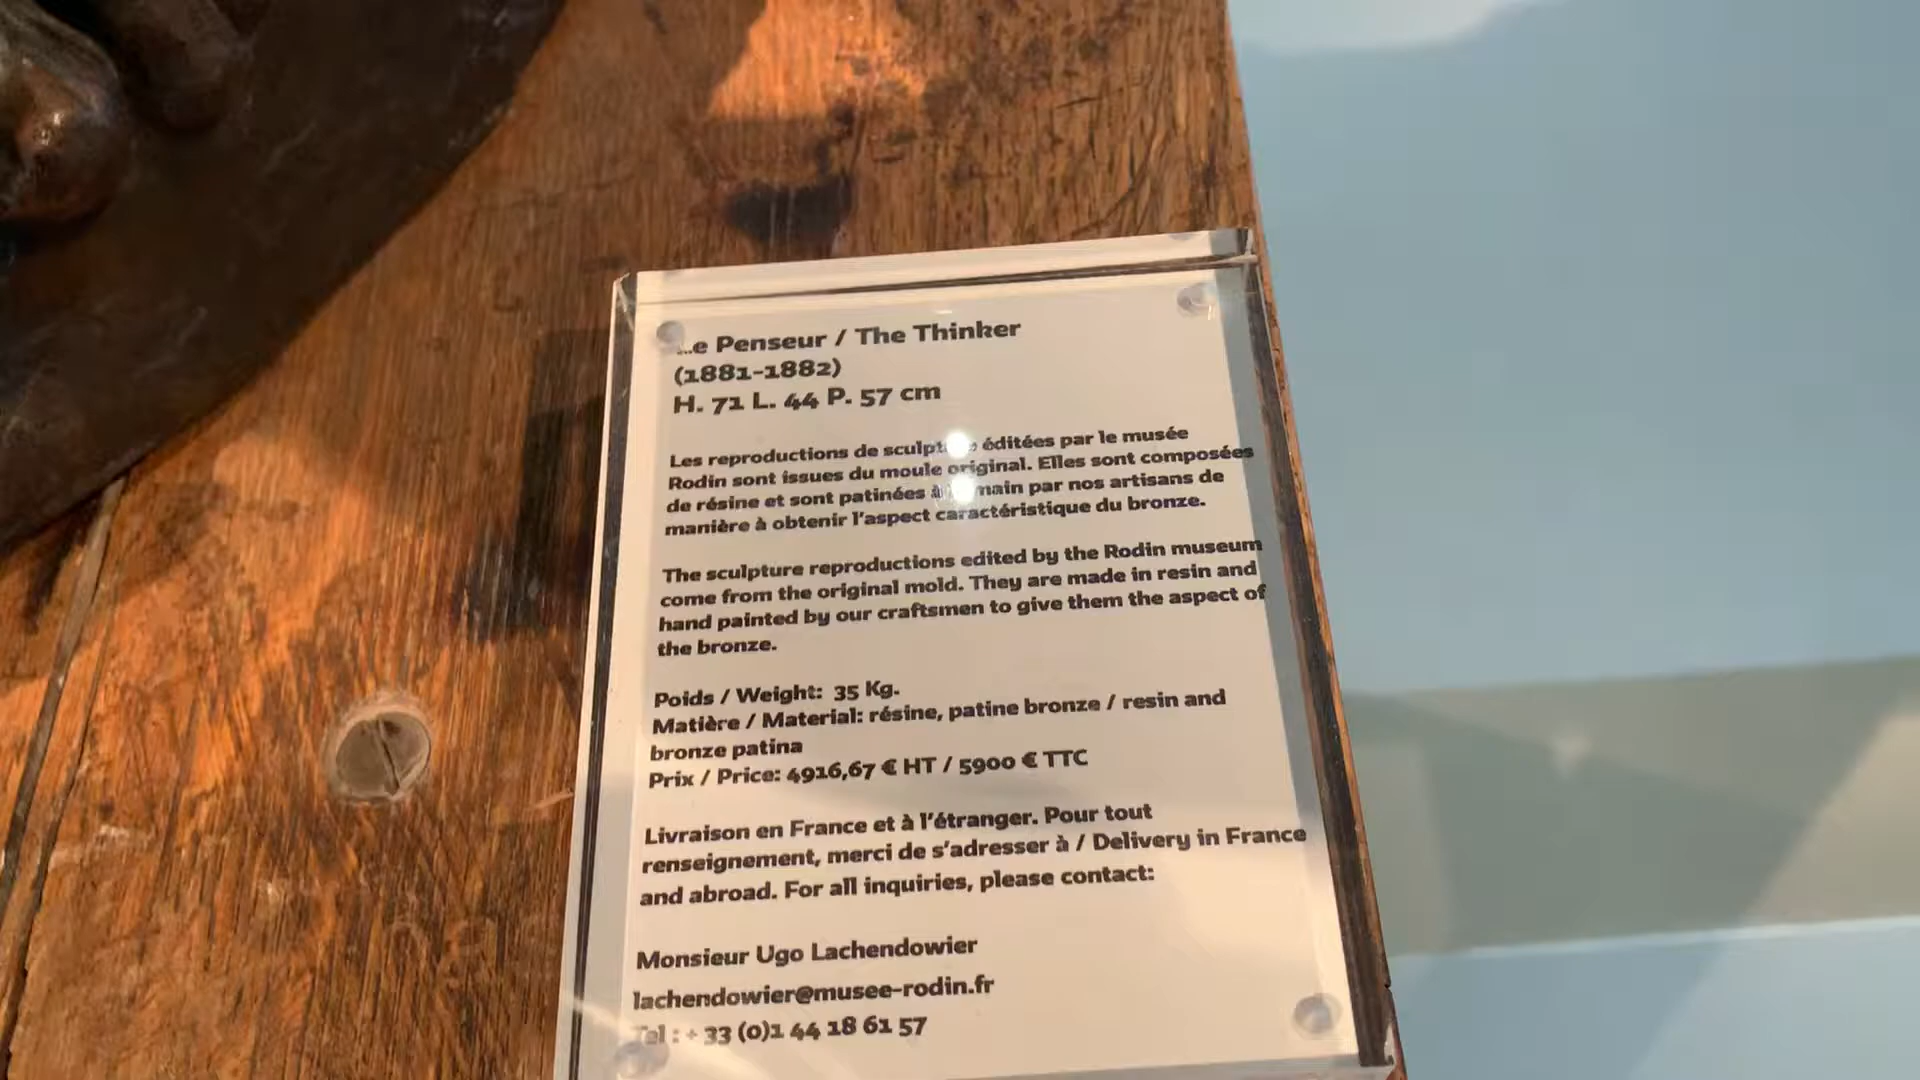 Le Penseur / The Thinker
(1881-1882)
H. 71 L. 44 P. 57 cm
Les reproductions de sculpture éditées par le musée
Rodin sont issues du moule original. Elles sont composées
de résine et sont patinées à la main par nos artisans de
manière à obtenir l'aspect caractéristique du bronze.
The sculpture reproductions edited by the Rodin museum
come from the original mold. They are made in resin and
hand painted by our craftsmen to give them the aspect of
the bronze.
Poids / Weight: 35 Kg.
Matière / Material: résine, patine bronze / resin and
bronze patina
Prix / Price: 4916,67 € HT / 5900 € TTC
Livraison en France et à l'étranger. Pour tout
renseignement, merci de s'adresser à / Delivery in France
and abroad. For all inquiries, please contact:
Monsieur Ugo Lachendowier
lachendowier@musee-rodin.fr
Tel : + 33 (0)1 44 18 61 57